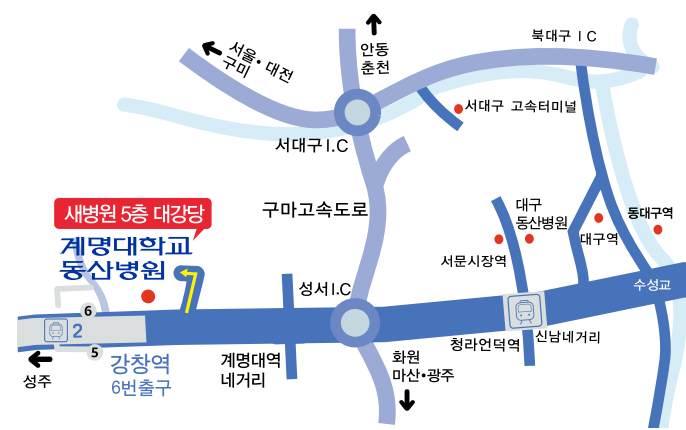 북대구 I C
서울·대전
구미
안동
춘천
서대구 고속터미널
서대구I.C
새병원 5층 대강당
구마고속도로
대구
동산병원
동대구역
계명대학교
동산병원
대구역
서문시장역
성서I.C
수성교
6
2
5
성주
강창역
6번출구
계명대역
네거리
화원
마산·광주
청라언덕역
신남네거리